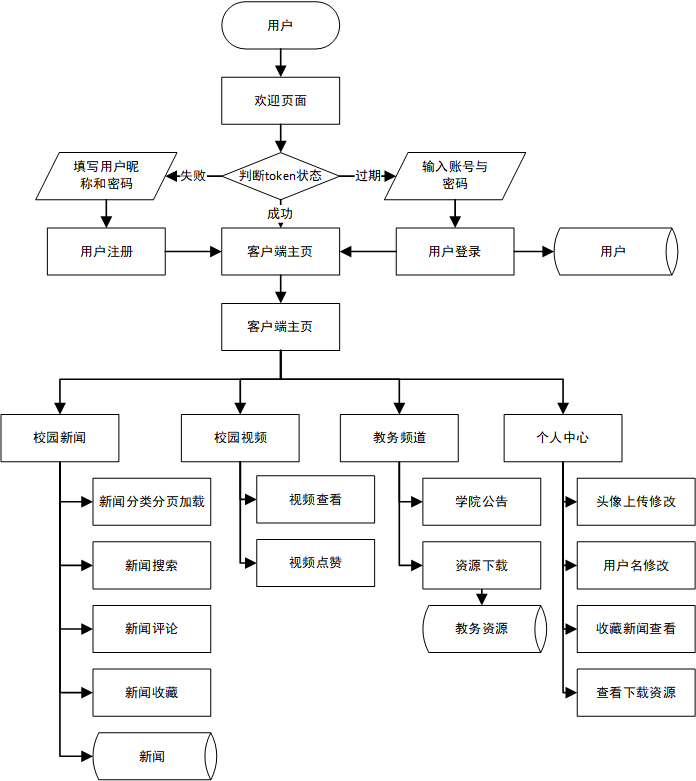 用户
欢迎页面
填写用户昵
称和密码
失败
判断token状态
过期
输入账号与
密码
成功
用户注册
客户端主页
用户登录
用户
客户端主页
校园新闻
校园视频
教务频道
个人中心
新闻分类分页加载
视频查看
学院公告
头像上传修改
新闻搜索
视频点赞
资源下载
用户名修改
新闻评论
教务资源
收藏新闻查看
新闻收藏
查看下载资源
新闻